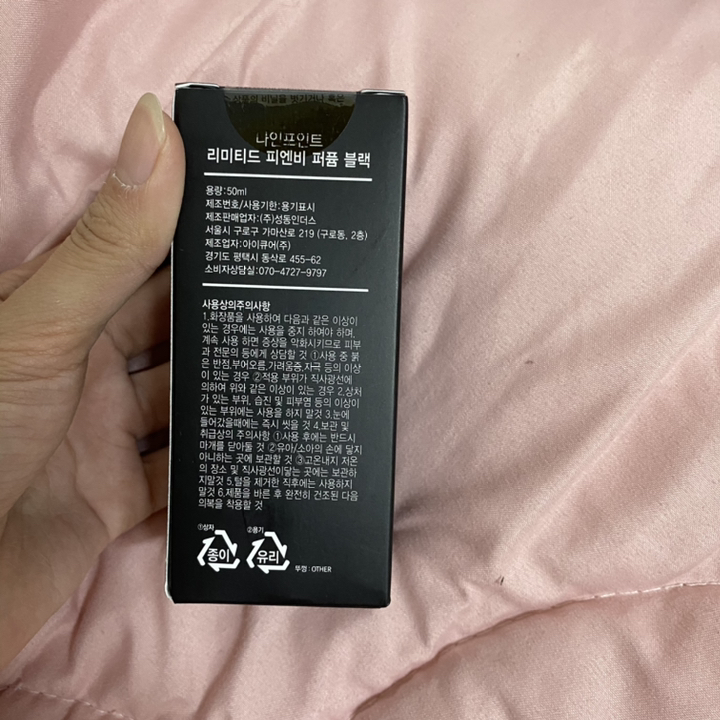 나인프인트
리미티드 피엔비 퍼퓸 블랙
용량:50ml
제조번호/사용기한:용기표시
제조판매업자:(주)성동인더스
서울시 구로구 가마산로 219 (구로동, 2층)
제조업자:아이큐어(주)
경기도 평택시 동삭로 455-62
소비자상담실:070-4727-9797
사용상의주의사항
1.화장품을 사용하여 다음과 같은 이상이
있는 경우에는 사용을 중지 하여야 하며,
계속 사용 하면 증상을 악화시키므로 피부
과 전문의 등에게 상담할 것 ①사용 중 붉
은 반점,부어오름,가려움증,자극 등의 이상
이 있는 경우 ②적용 부위가 직사광선에
의하여 위와 같은 이상이 있는 경우 2.상처
가 있는 부위, 습진 및 피부염 등의 이상이
있는 부위에는 사용을 하지 말것 3.눈에
들어갔을때에는 즉시 씻을 것 4.보관 및
취급상의 주의사항 ①사용 후에는 반드시
마개를 닫아둘 것 ②유아/소아의 손에 닿지
아니하는 곳에 보관할 것 ③고온내지 저온
의 장소 및 직사광선이닿는 곳에는 보관하
지말것 5.털을 제거한 직후에는 사용하지
말것 6.제품을 바른 후 완전히 건조된 다음
의복을 착용할 것
①상자 ②용기
종이 유리
뚜껑 : OTHER